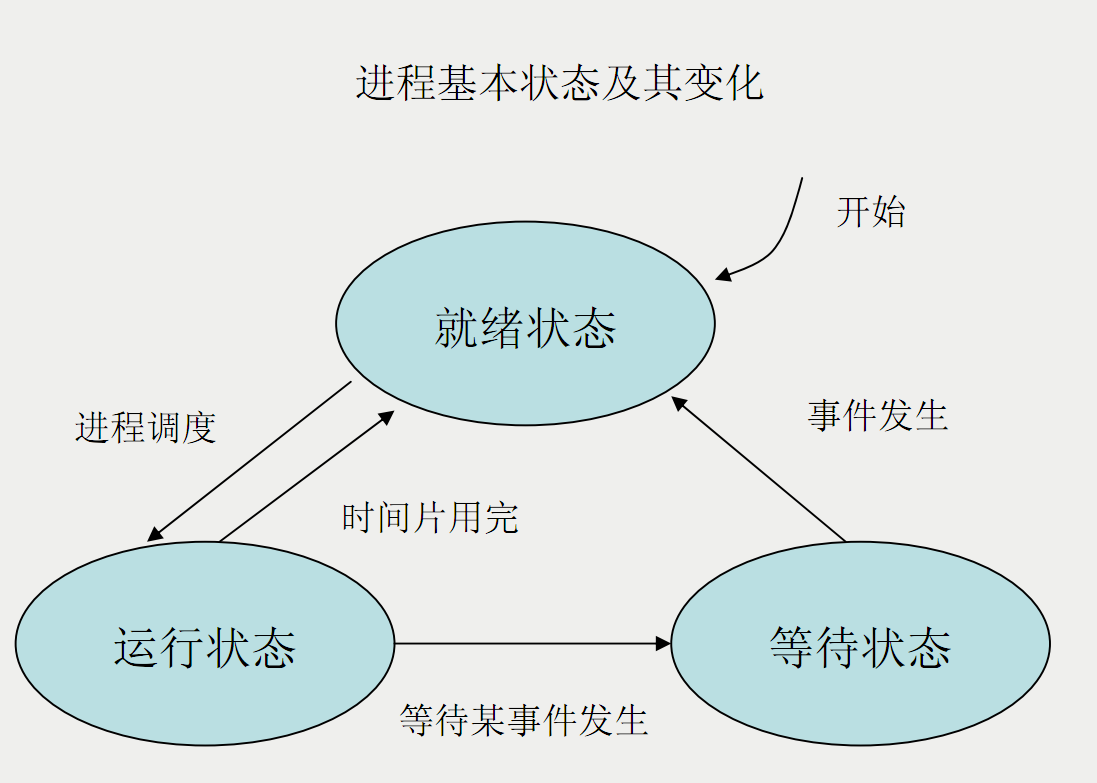 进程基本状态及其变化
开始
就绪状态
进程调度
事件发生
时间片用完
运行状态
等待状态
等待某事件发生